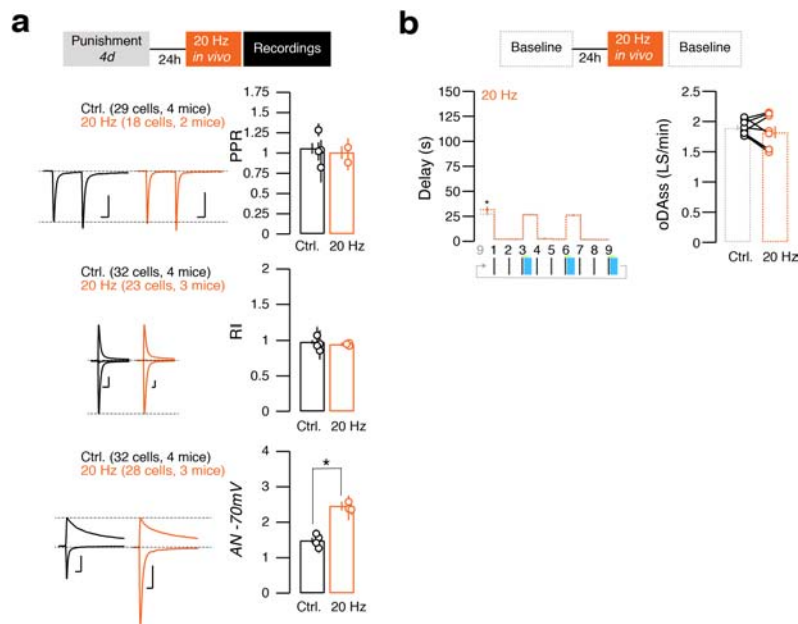 a
Punishment
4d
24h
20 Hz
in vivo
Recordings
Ctrl. (29 cells, 4 mice)
20 Hz (18 cells, 2 mice)
PPR
1.75
1.5
1.25
1
0.75
0.5
0.25
0
Ctrl.
20 Hz
Ctrl. (32 cells, 4 mice)
20 Hz (23 cells, 3 mice)
RI
2
1.5
1
0.5
0
Ctrl.
20 Hz
Ctrl. (32 cells, 4 mice)
20 Hz (28 cells, 3 mice)
AN -70mV
4
3
2
1
0
*
Ctrl.
20 Hz
b
Baseline
24h
20 Hz
in vivo
Baseline
20 Hz
Delay (s)
150
125
100
75
50
25
0
*
9 1 2 3 4 5 6 7 8 9
oDAss (LS/min)
2.5
2
1.5
1
0.5
0
Ctrl.
20 Hz